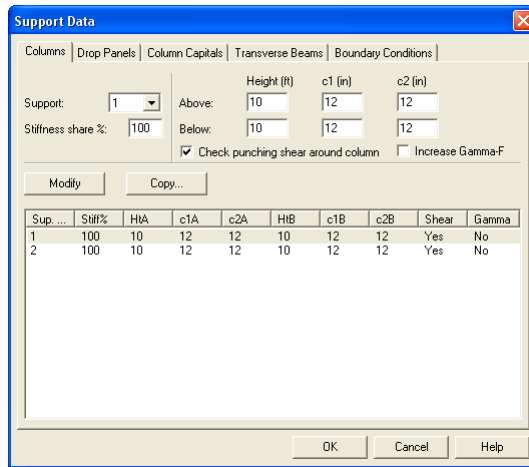 Support Data
Columns Drop Panels Column Capitals Transverse Beams Boundary Conditions
Height (ft) c1 (in) c2 (in)
Support: 1 Above: 10 12 12
Stiffness share %: 100 Below: 10 12 12
Check punching shear around column Increase Gamma-F
Modify Copy...
Sup. ... Stiff% HtA c1A c2A HtB c1B c2B Shear Gamma
1 100 10 12 12 10 12 12 Yes No
2 100 10 12 12 10 12 12 Yes No
OK Cancel Help